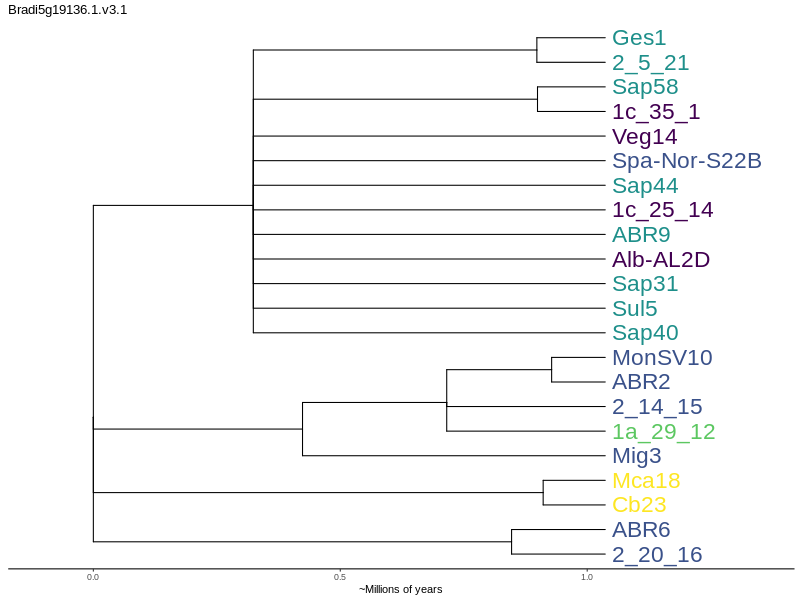 Bradi5g19136.1.v3.1
Ges1
2_5_21
Sap58
1c_35_1
Veg14
Spa-Nor-S22B
Sap44
1c_25_14
ABR9
Alb-AL2D
Sap31
Sul5
Sap40
MonSV10
ABR2
2_14_15
1a_29_12
Mig3
Mca18
Cb23
ABR6
2_20_16
0.0 0.5 1.0
~Millions of years